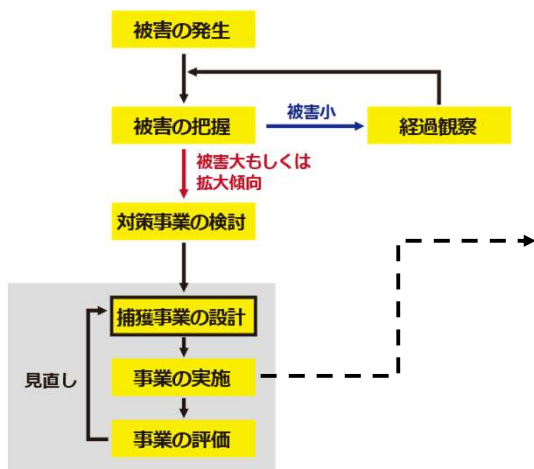 被害の発生
被害の把握
被害小
経過観察
被害大もしくは
拡大傾向
対策事業の検討
捕獲事業の設計
見直し
事業の実施
事業の評価